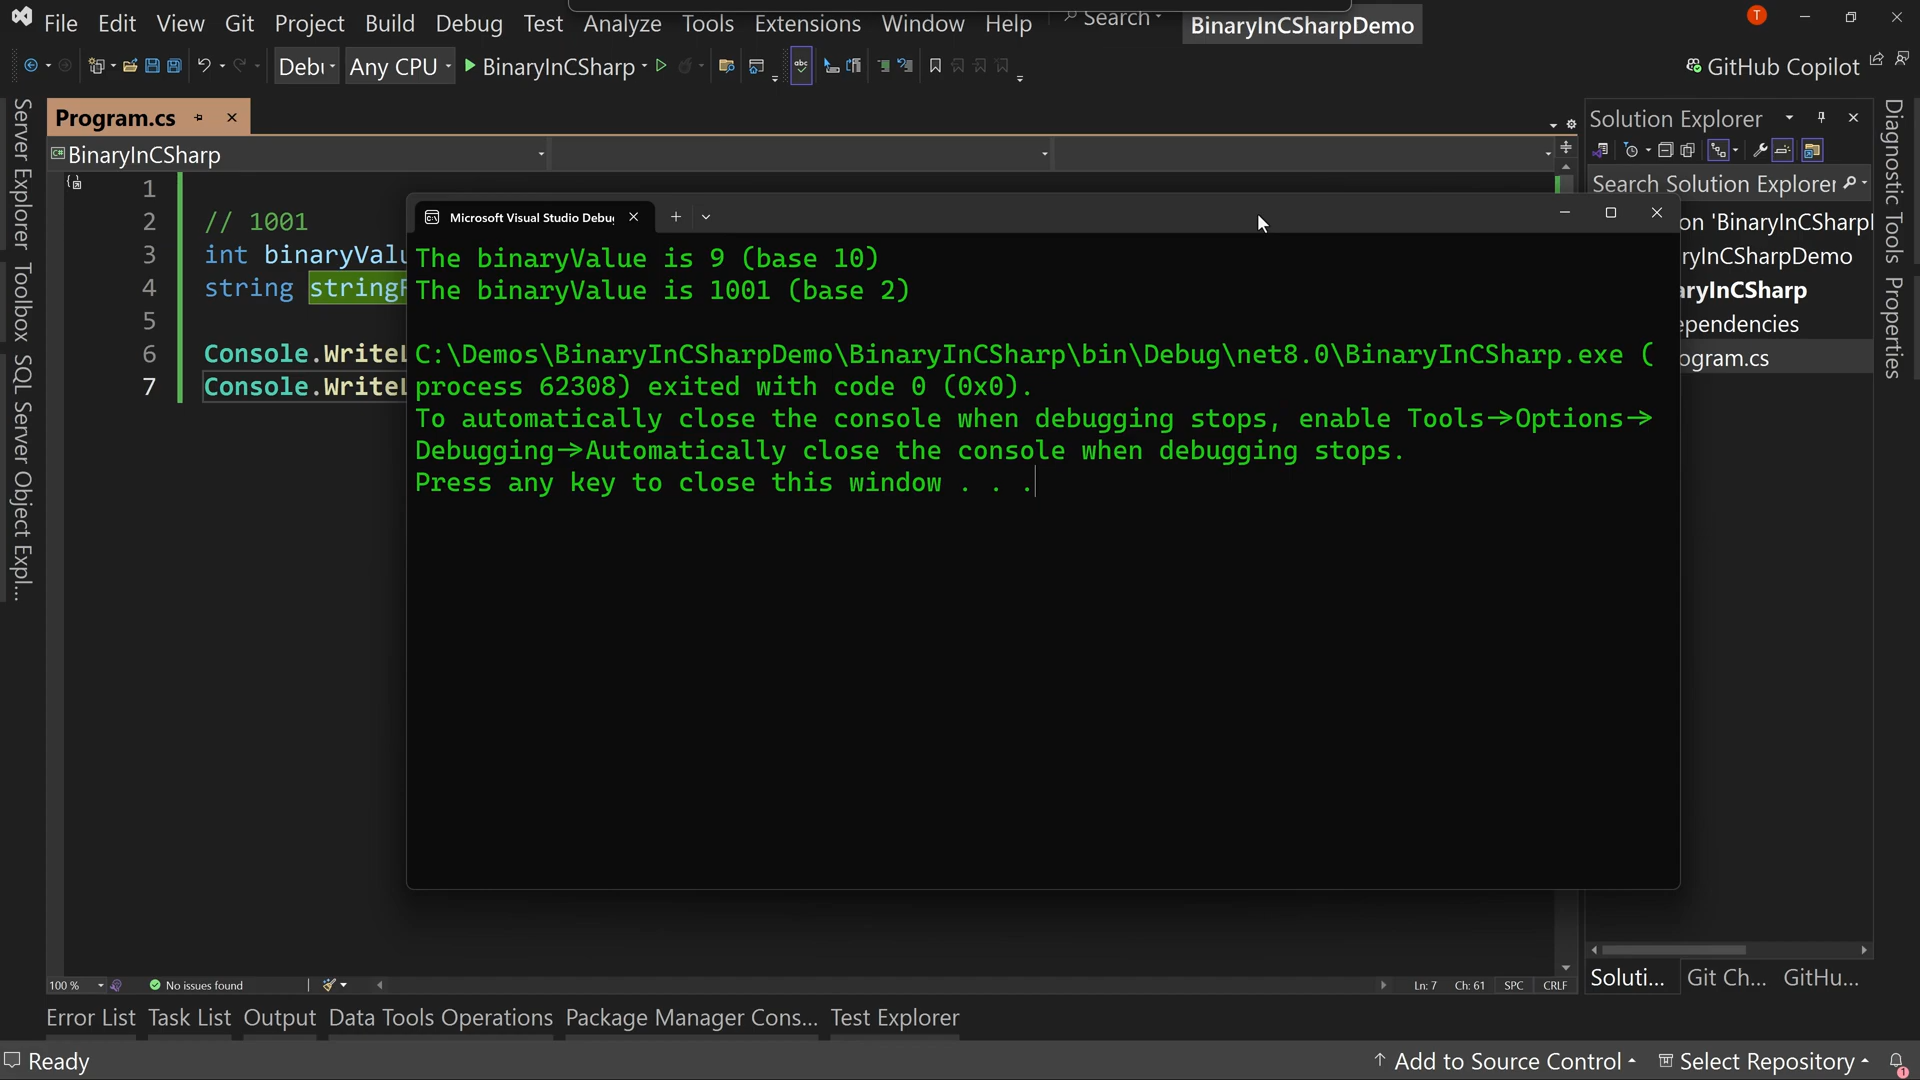 File Edit View Git Project Build Debug Test Analyze Tools Extensions Window Help Search BinaryInCSharpDemo T
Any CPU BinaryInCSharp GitHub Copilot
Program.cs
BinaryInCSharp
Server Explorer Toolbox SQL Server Object Expl...
1
2 // 1001
3 int binaryValu
4 string string
5
6 Console.Write
7 Console.Write
Microsoft Visual Studio Debu
The binaryValue is 9 (base 10)
The binaryValue is 1001 (base 2)
C:\Demos\BinaryInCSharpDemo\BinaryInCSharp\bin\Debug\net8.0\BinaryInCSharp.exe (
process 62308) exited with code 0 (0x0).
To automatically close the console when debugging stops, enable Tools->Options->
Debugging->Automatically close the console when debugging stops.
Press any key to close this window . . .
Solution Explorer
Search Solution Explorer
on 'BinaryInCSharp
ryInCSharpDemo
aryInCSharp
ependencies
ogram.cs
Diagnostic Tools Properties
Soluti... Git Ch... GitHu...
100 % No issues found Ln: 7 Ch: 61 SPC CRLF
Error List Task List Output Data Tools Operations Package Manager Cons... Test Explorer
Ready Add to Source Control Select Repository 1